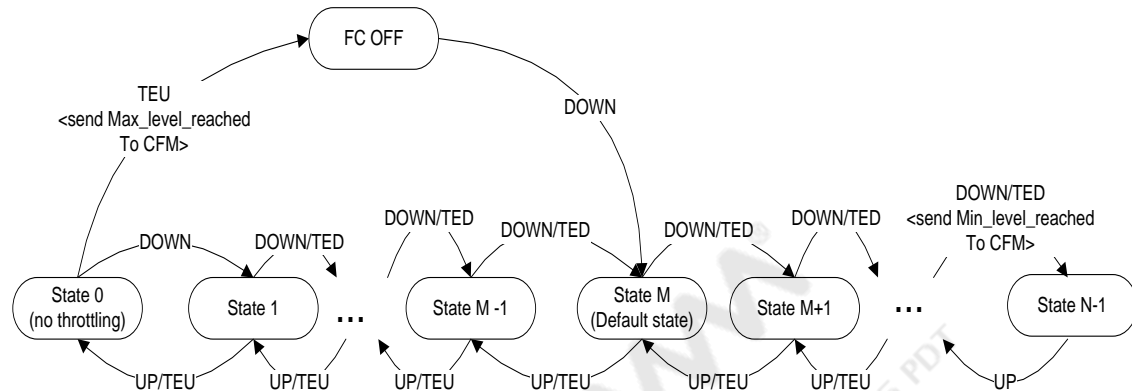 FC OFF
TEU
<send Max_level_reached
To CFM>
DOWN
DOWN/TED
<send Min_level_reached
To CFM>
DOWN
DOWN/TED
DOWN/TED
DOWN/TED
DOWN/TED
DOWN/TED
State 0
(no throttling)
State 1
...
State M -1
State M
(Default state)
State M+1
...
State N-1
UP/TEU
UP/TEU
UP/TEU
UP/TEU
UP/TEU
UP/TEU
UP